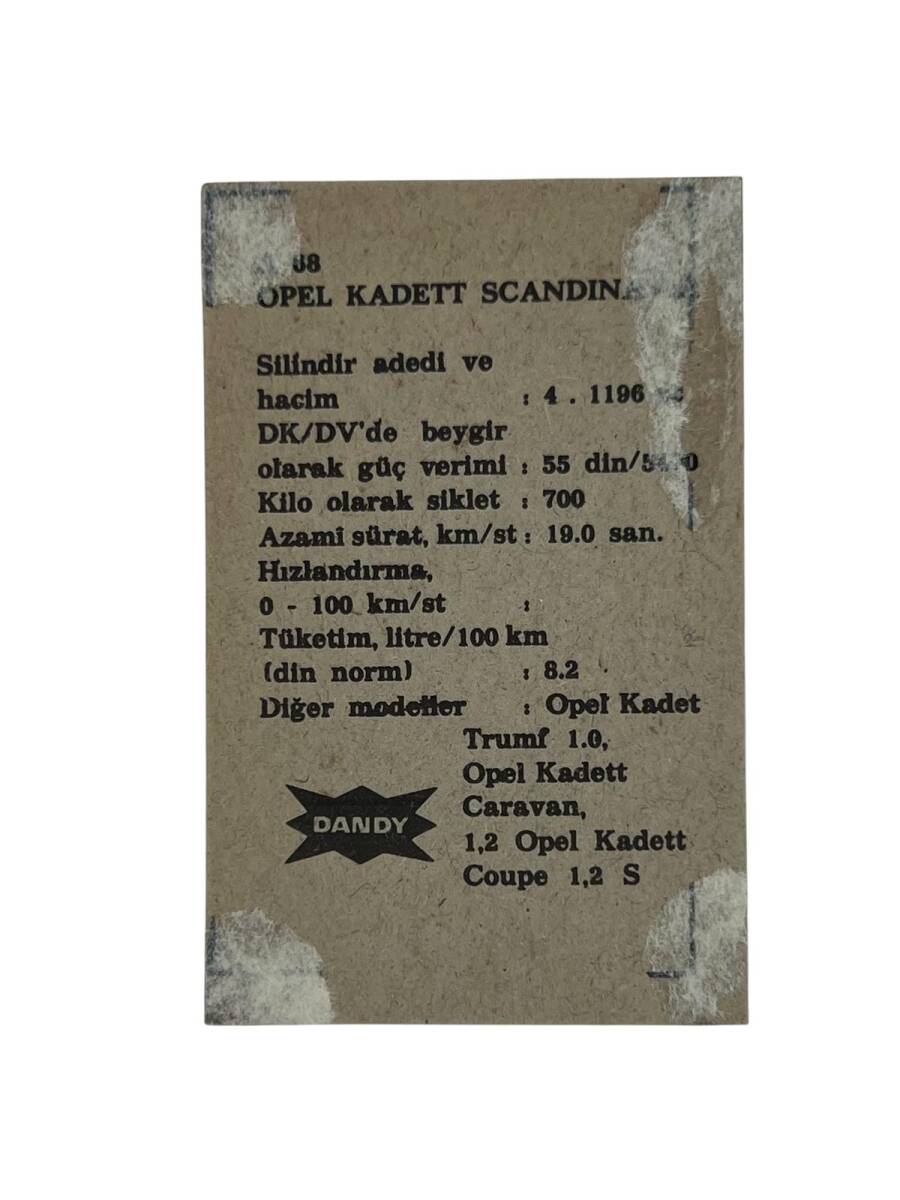 68
OPEL KADETT
Silindir adedi ve
hacim : 4 . 1196
DK/DV'de beygir
olarak güç verimi : 55
Kilo olarak siklet : 700
Azami sürat, km/st : 19.0 san.
Hızlandırma,
0 - 100 km/st :
Tüketim, litre/100 km
(din norm) : 8.2
Diğer modeller : Opel Kadet
Trumf 1.0,
Opel Kadett
Caravan,
1,2 Opel Kadett
Coupe 1,2 S
DANDY